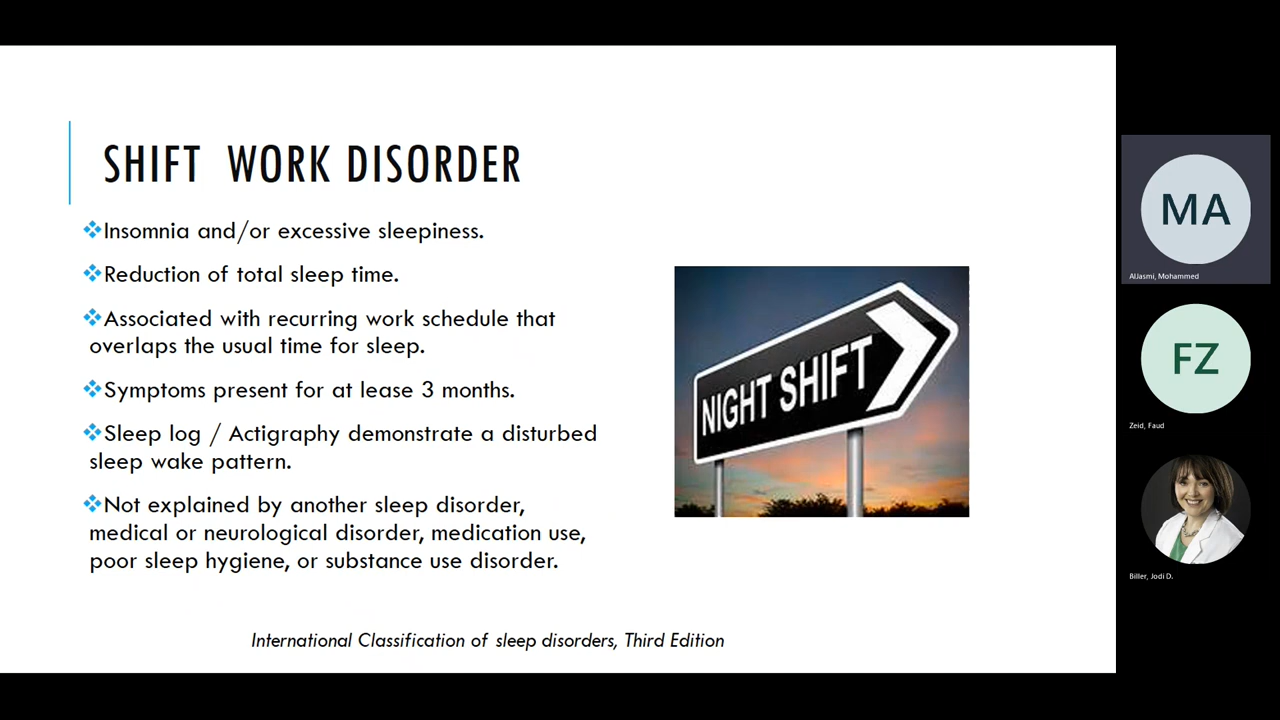 SHIFT WORK DISORDER
Insomnia and/or excessive sleepiness.
Reduction of total sleep time.
Associated with recurring work schedule that
overlaps the usual time for sleep.
Symptoms present for at lease 3 months.
Sleep log / Actigraphy demonstrate a disturbed
sleep wake pattern.
Not explained by another sleep disorder,
medical or neurological disorder, medication use,
poor sleep hygiene, or substance use disorder.
International Classification of sleep disorders, Third Edition
NIGHT SHIFT
MA
AlJasmi, Mohammed
FZ
Zeid, Faud
Biller, Jodi D.